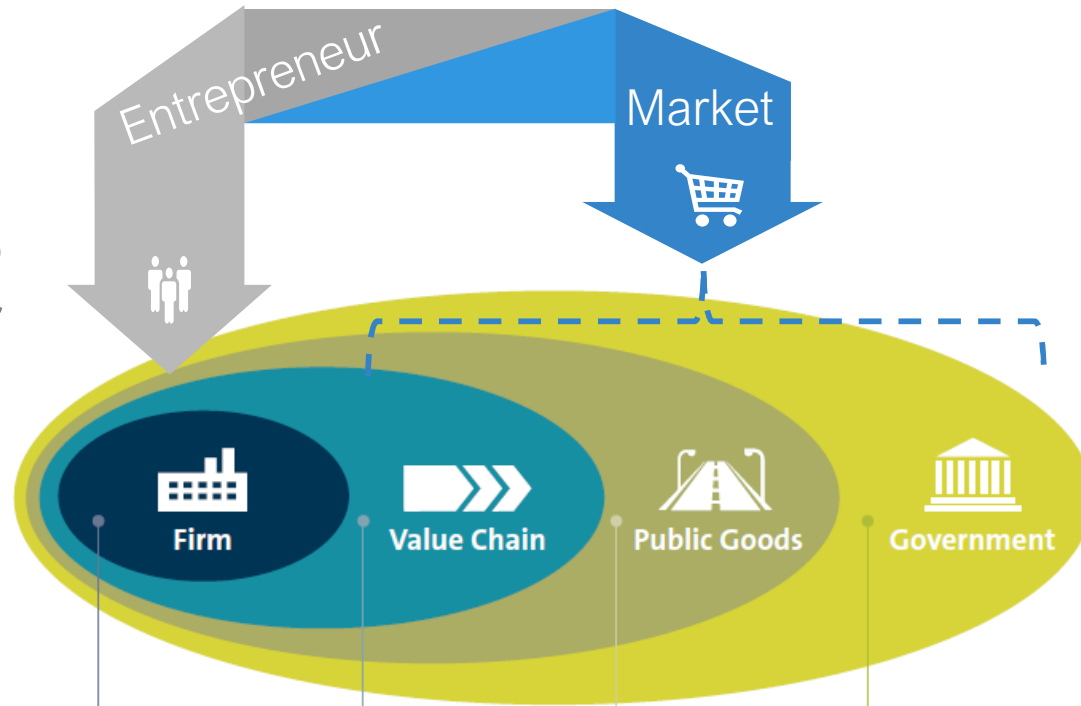 Entrepreneur
Market
Firm
Value Chain
Public Goods
Government